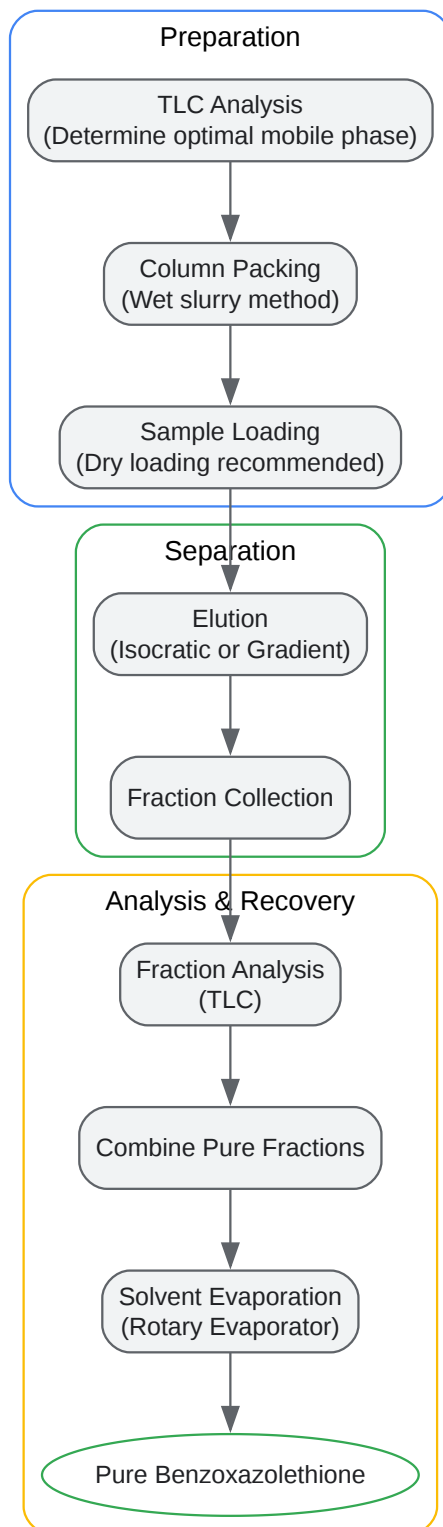 Preparation
TLC Analysis
(Determine optimal mobile phase)
Column Packing
(Wet slurry method)
Sample Loading
(Dry loading recommended)
Separation
Elution
(Isocratic or Gradient)
Fraction Collection
Analysis & Recovery
Fraction Analysis
(TLC)
Combine Pure Fractions
Solvent Evaporation
(Rotary Evaporator)
Pure Benzoxazolethione